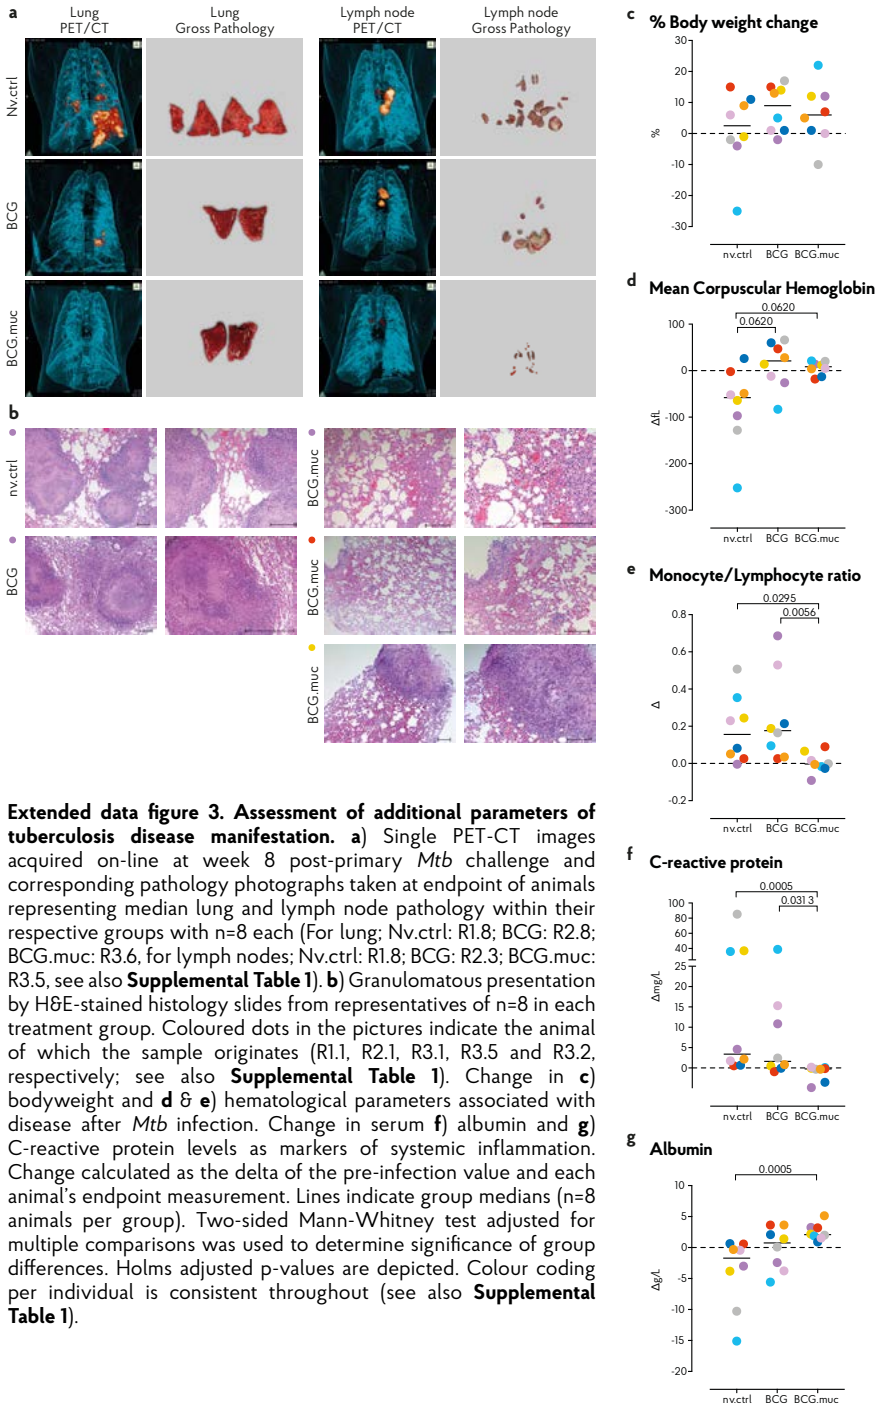 a
Lung
PET/CT
Lung
Gross Pathology
Lymph node
PET/CT
Lymph node
Gross Pathology
Nv.ctrl
BCG
BCG.muc
b
nv.ctrl
BCG.muc
BCG
BCG.muc
BCG.muc
Extended data figure 3. Assessment of additional parameters of
tuberculosis disease manifestation. a) Single PET-CT images
acquired on-line at week 8 post-primary Mtb challenge and
corresponding pathology photographs taken at endpoint of animals
representing median lung and lymph node pathology within their
respective groups with n=8 each (For lung; Nv.ctrl: R1.8; BCG: R2.8;
BCG.muc: R3.6, for lymph nodes; Nv.ctrl: R1.8; BCG: R2.3; BCG.muc:
R3.5, see also Supplemental Table 1). b) Granulomatous presentation
by H&E-stained histology slides from representatives of n=8 in each
treatment group. Coloured dots in the pictures indicate the animal
of which the sample originates (R1.1, R2.1, R3.1, R3.5 and R3.2,
respectively; see also Supplemental Table 1). Change in c)
bodyweight and d & e) hematological parameters associated with
disease after Mtb infection. Change in serum f) albumin and g)
C-reactive protein levels as markers of systemic inflammation.
Change calculated as the delta of the pre-infection value and each
animal's endpoint measurement. Lines indicate group medians (n=8
animals per group). Two-sided Mann-Whitney test adjusted for
multiple comparisons was used to determine significance of group
differences. Holms adjusted p-values are depicted. Colour coding
per individual is consistent throughout (see also Supplemental
Table 1).
c % Body weight change
30
20
10
0
-10
-20
-30
%
nv.ctrl BCG BCG.muc
d Mean Corpuscular Hemoglobin
0.0620
0.0620
100
0
-100
-200
-300
ΔfL
nv.ctrl BCG BCG.muc
e Monocyte/Lymphocyte ratio
0.0295
0.0056
0.8
0.6
0.4
0.2
0.0
-0.2
Δ
nv.ctrl BCG BCG.muc
f C-reactive protein
0.0005
0.0313
100
80
60
40
25
20
15
10
5
0
Δmg/L
nv.ctrl BCG BCG.muc
g Albumin
0.0005
10
5
0
-5
-10
-15
-20
Δg/L
nv.ctrl BCG BCG.muc